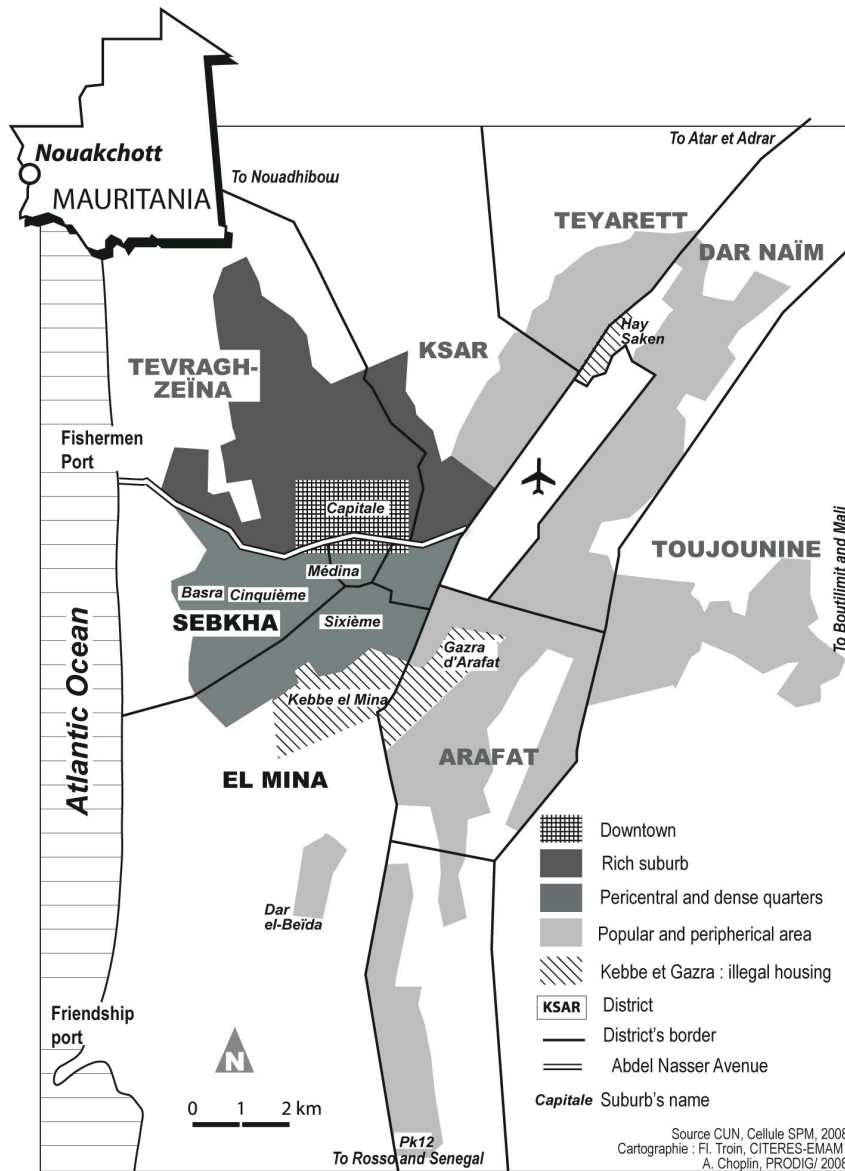 Nouakchott
MAURITANIA
To Nouadhibou
To Atar et Adrar
TEYARETT
DAR NAÏM
Hay
Saken
KSAR
TEVRAGH-
ZEÏNA
Fishermen
Port
Capitale
TOUJOUNINE
To Boutilimit and Mali
Médina
Basra
Cinquième
SEBKHA
Sixième
Gazra
d'Arafat
Kebbe el Mina
Atlantic Ocean
ARAFAT
EL MINA
Dar
el-Beïda
Friendship
port
N
0 1 2 km
Pk12
To Rosso and Senegal
Downtown
Rich suburb
Pericentral and dense quarters
Popular and peripherical area
Kebbe et Gazra : illegal housing
KSAR District
District's border
Abdel Nasser Avenue
Capitale Suburb's name
Source CUN, Cellule SPM, 2008
Cartographie : Fl. Troin, CITERES-EMAM
A. Choplin, PRODIG/ 2008